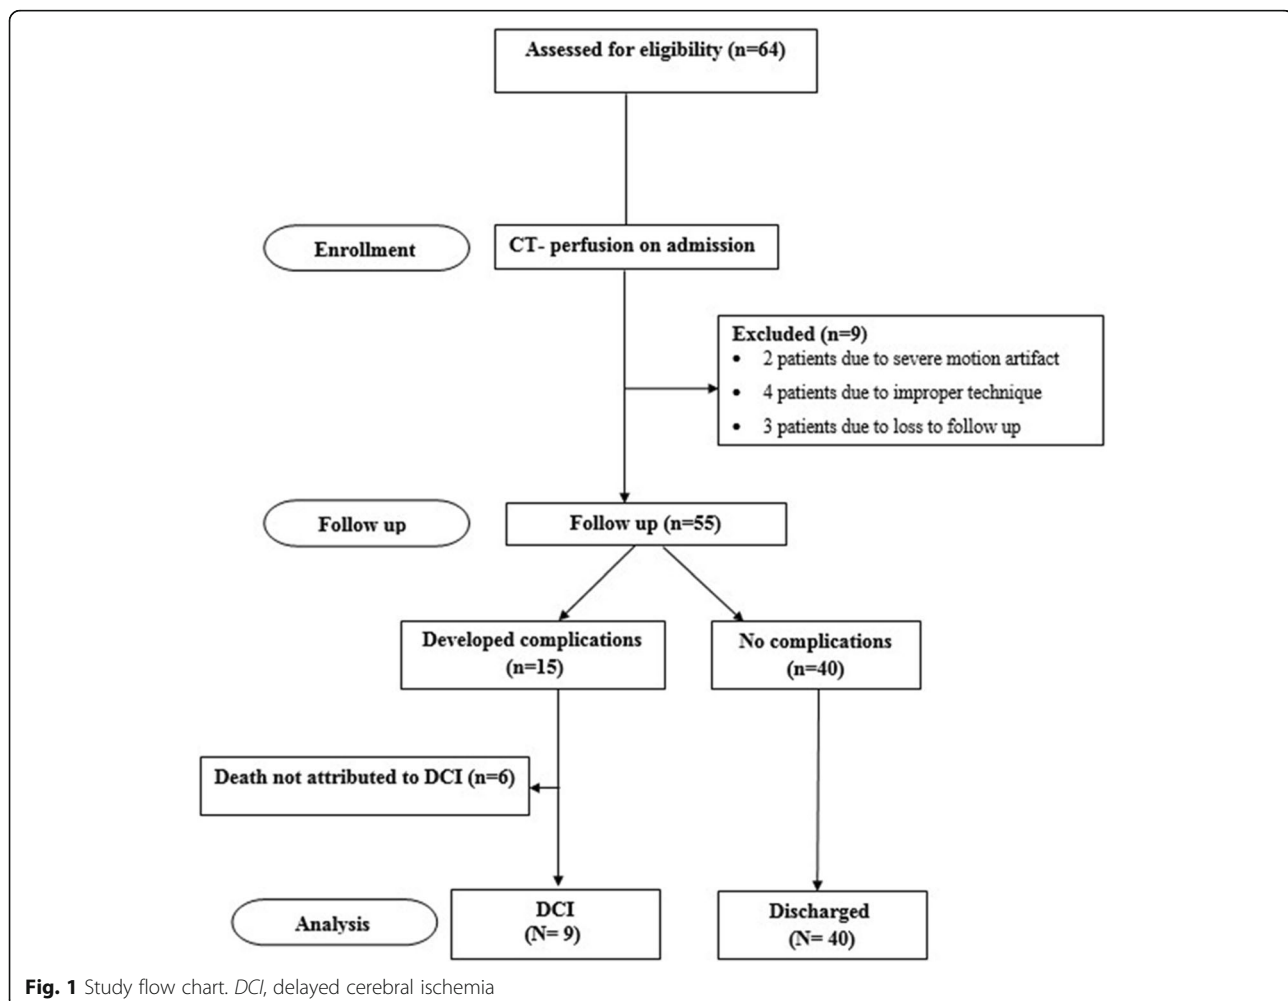 Assessed for eligibility (n=64)
Enrollment
CT- perfusion on admission
Excluded (n=9)
• 2 patients due to severe motion artifact
• 4 patients due to improper technique
• 3 patients due to loss to follow up
Follow up
Follow up (n=55)
Developed complications
(n=15)
No complications
(n=40)
Death not attributed to DCI (n=6)
Analysis
DCI
(N= 9)
Discharged
(N= 40)
Fig. 1 Study flow chart. DCI, delayed cerebral ischemia